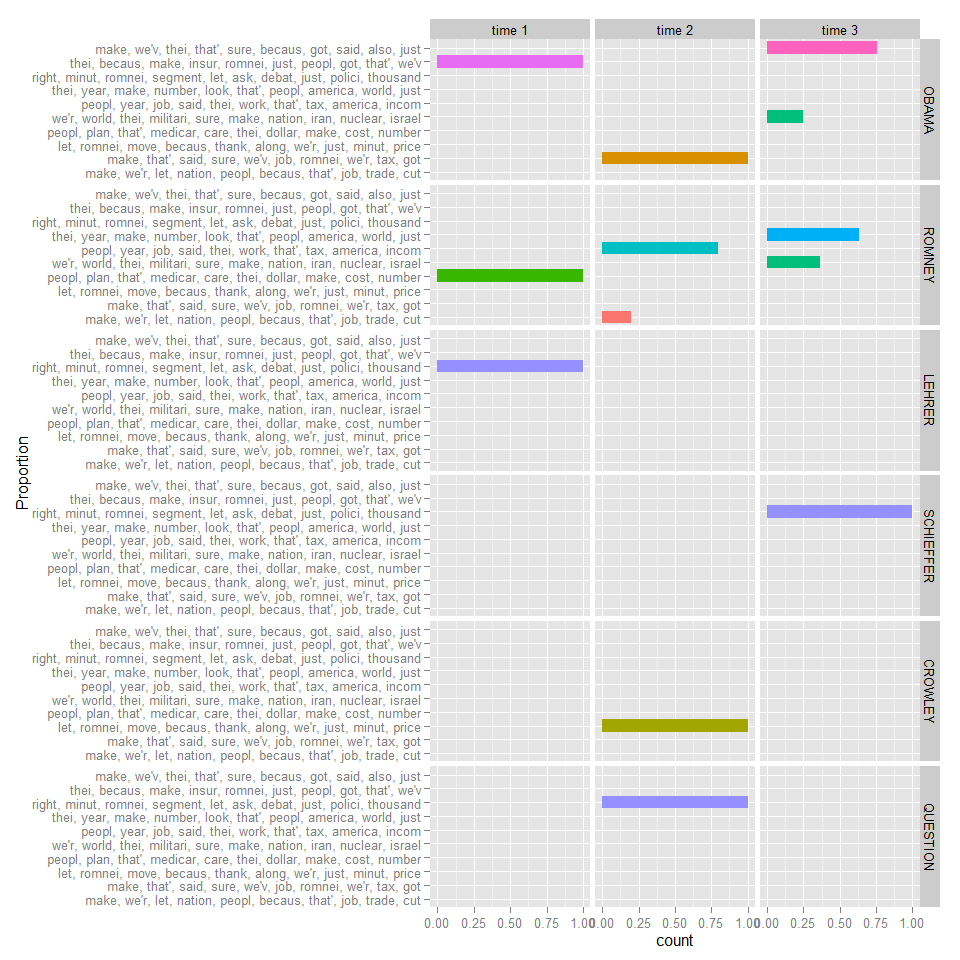 time 1 time 2 time 3
make, we'v, thei, that', sure, becaus, got, said, also, just
thei, becaus, make, insur, romnei, just, peopl, got, that', we'v
right, minut, romnei, segment, let, ask, debat, just, polici, thousand
thei, year, make, number, look, that', peopl, america, world, just
peopl, year, job, said, thei, work, that', tax, america, incom
we'r, world, thei, militari, sure, make, nation, iran, nuclear, israel
peopl, plan, that', medicar, care, thei, dollar, make, cost, number
let, romnei, move, becaus, thank, along, we'r, just, minut, price
make, that', said, sure, we'v, job, romnei, we'r, tax, got
make, we'r, let, nation, peopl, becaus, that', job, trade, cut
OBAMA
make, we'v, thei, that', sure, becaus, got, said, also, just
thei, becaus, make, insur, romnei, just, peopl, got, that', we'v
right, minut, romnei, segment, let, ask, debat, just, polici, thousand
thei, year, make, number, look, that', peopl, america, world, just
peopl, year, job, said, thei, work, that', tax, america, incom
we'r, world, thei, militari, sure, make, nation, iran, nuclear, israel
peopl, plan, that', medicar, care, thei, dollar, make, cost, number
let, romnei, move, becaus, thank, along, we'r, just, minut, price
make, that', said, sure, we'v, job, romnei, we'r, tax, got
make, we'r, let, nation, peopl, becaus, that', job, trade, cut
ROMNEY
make, we'v, thei, that', sure, becaus, got, said, also, just
thei, becaus, make, insur, romnei, just, peopl, got, that', we'v
right, minut, romnei, segment, let, ask, debat, just, polici, thousand
thei, year, make, number, look, that', peopl, america, world, just
peopl, year, job, said, thei, work, that', tax, america, incom
we'r, world, thei, militari, sure, make, nation, iran, nuclear, israel
peopl, plan, that', medicar, care, thei, dollar, make, cost, number
let, romnei, move, becaus, thank, along, we'r, just, minut, price
make, that', said, sure, we'v, job, romnei, we'r, tax, got
make, we'r, let, nation, peopl, becaus, that', job, trade, cut
LEHRER
Proportion
make, we'v, thei, that', sure, becaus, got, said, also, just
thei, becaus, make, insur, romnei, just, peopl, got, that', we'v
right, minut, romnei, segment, let, ask, debat, just, polici, thousand
thei, year, make, number, look, that', peopl, america, world, just
peopl, year, job, said, thei, work, that', tax, america, incom
we'r, world, thei, militari, sure, make, nation, iran, nuclear, israel
peopl, plan, that', medicar, care, thei, dollar, make, cost, number
let, romnei, move, becaus, thank, along, we'r, just, minut, price
make, that', said, sure, we'v, job, romnei, we'r, tax, got
make, we'r, let, nation, peopl, becaus, that', job, trade, cut
SCHIEFFER
make, we'v, thei, that', sure, becaus, got, said, also, just
thei, becaus, make, insur, romnei, just, peopl, got, that', we'v
right, minut, romnei, segment, let, ask, debat, just, polici, thousand
thei, year, make, number, look, that', peopl, america, world, just
peopl, year, job, said, thei, work, that', tax, america, incom
we'r, world, thei, militari, sure, make, nation, iran, nuclear, israel
peopl, plan, that', medicar, care, thei, dollar, make, cost, number
let, romnei, move, becaus, thank, along, we'r, just, minut, price
make, that', said, sure, we'v, job, romnei, we'r, tax, got
make, we'r, let, nation, peopl, becaus, that', job, trade, cut
CROWLEY
make, we'v, thei, that', sure, becaus, got, said, also, just
thei, becaus, make, insur, romnei, just, peopl, got, that', we'v
right, minut, romnei, segment, let, ask, debat, just, polici, thousand
thei, year, make, number, look, that', peopl, america, world, just
peopl, year, job, said, thei, work, that', tax, america, incom
we'r, world, thei, militari, sure, make, nation, iran, nuclear, israel
peopl, plan, that', medicar, care, thei, dollar, make, cost, number
let, romnei, move, becaus, thank, along, we'r, just, minut, price
make, that', said, sure, we'v, job, romnei, we'r, tax, got
make, we'r, let, nation, peopl, becaus, that', job, trade, cut
QUESTION
0.00 0.25 0.50 0.75 1.00 0.00 0.25 0.50 0.75 1.00 0.00 0.25 0.50 0.75 1.00
count